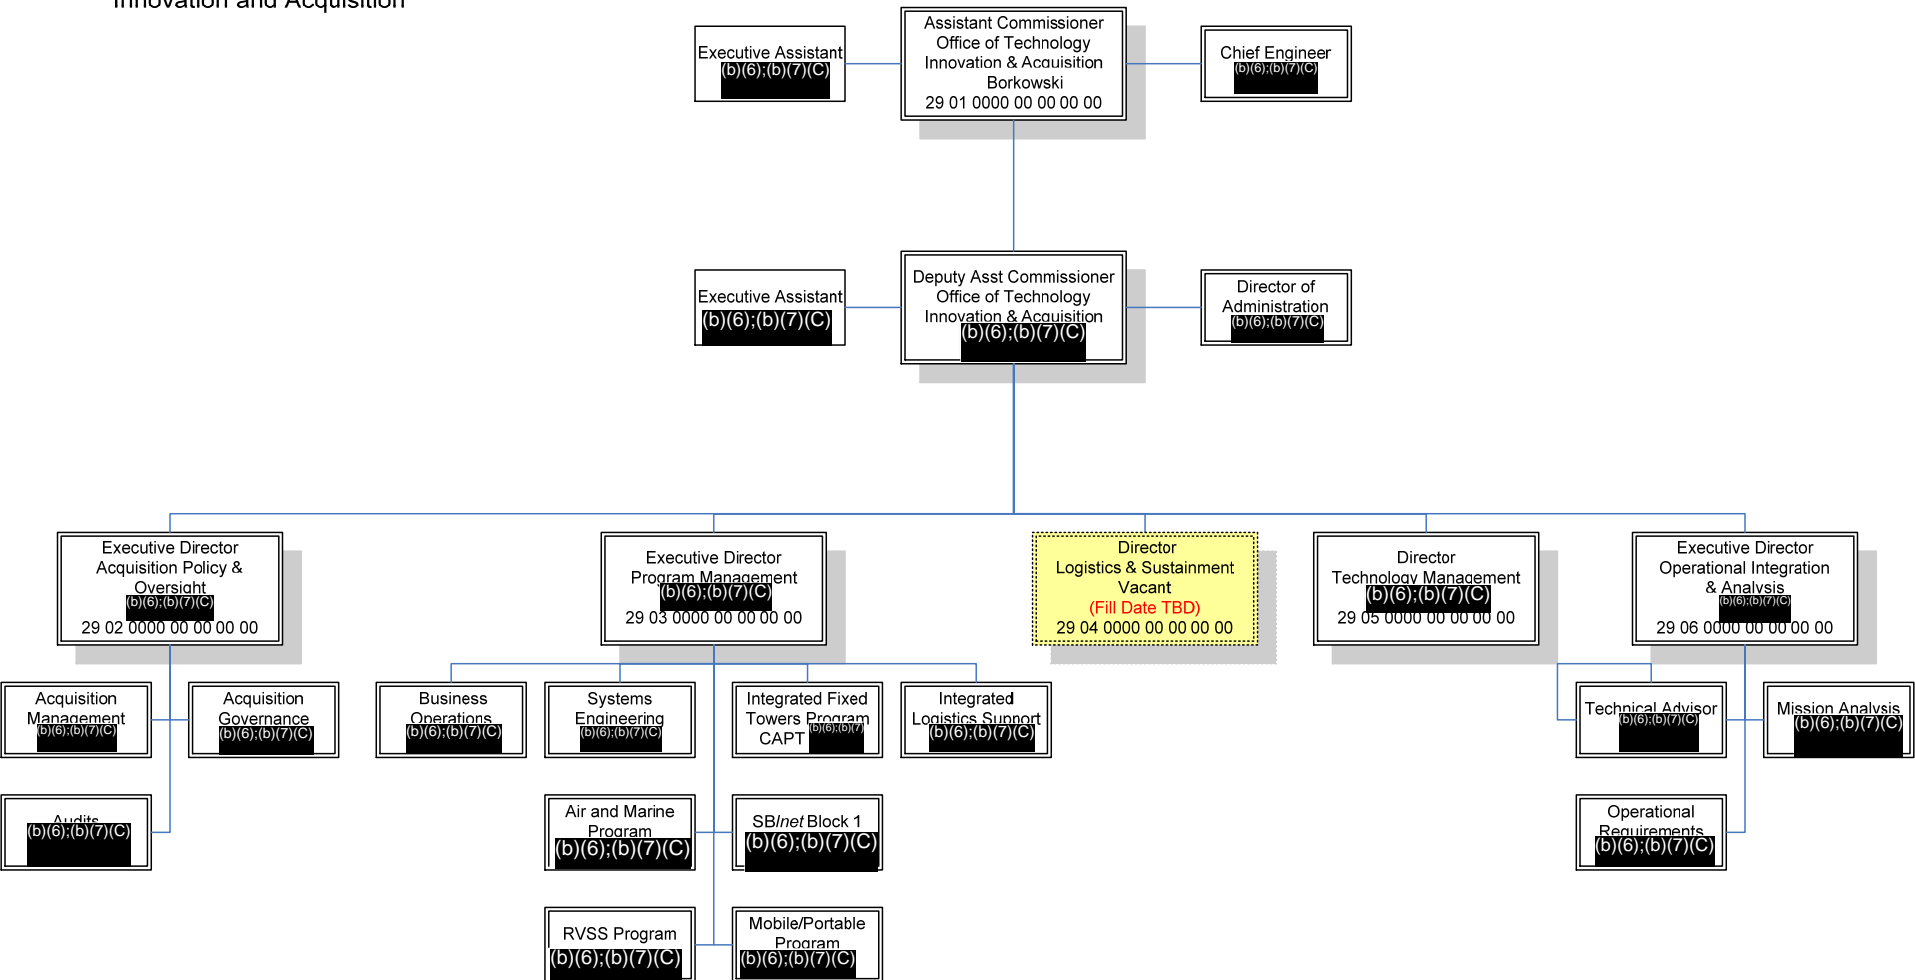 Innovation and Acquisition
Assistant Commissioner
Office of Technology
Innovation & Acquisition
Borkowski
29 01 0000 00 00 00 00
Executive Assistant
(b)(6);(b)(7)(C)
Chief Engineer
(b)(6);(b)(7)(C)
Deputy Asst Commissioner
Office of Technology
Innovation & Acquisition
(b)(6);(b)(7)(C)
Executive Assistant
(b)(6);(b)(7)(C)
Director of
Administration
(b)(6);(b)(7)(C)
Executive Director
Acquisition Policy &
Oversight
(b)(6);(b)(7)(C)
29 02 0000 00 00 00 00
Executive Director
Program Management
(b)(6);(b)(7)(C)
29 03 0000 00 00 00 00
Director
Logistics & Sustainment
Vacant
(Fill Date TBD)
29 04 0000 00 00 00 00
Director
Technology Management
(b)(6);(b)(7)(C)
29 05 0000 00 00 00 00
Executive Director
Operational Integration
& Analysis
(b)(6);(b)(7)(C)
29 06 0000 00 00 00 00
Acquisition
Management
(b)(6);(b)(7)(C)
Acquisition
Governance
(b)(6);(b)(7)(C)
Business
Operations
(b)(6);(b)(7)(C)
Systems
Engineering
(b)(6);(b)(7)(C)
Integrated Fixed
Towers Program
CAPT (b)(6);(b)(7)
Integrated
Logistics Support
(b)(6);(b)(7)(C)
Technical Advisor
(b)(6);(b)(7)(C)
Mission Analysis
(b)(6);(b)(7)(C)
Audits
(b)(6);(b)(7)(C)
Air and Marine
Program
(b)(6);(b)(7)(C)
SBInet Block 1
(b)(6);(b)(7)(C)
Operational
Requirements
(b)(6);(b)(7)(C)
RVSS Program
(b)(6);(b)(7)(C)
Mobile/Portable
Program
(b)(6);(b)(7)(C)